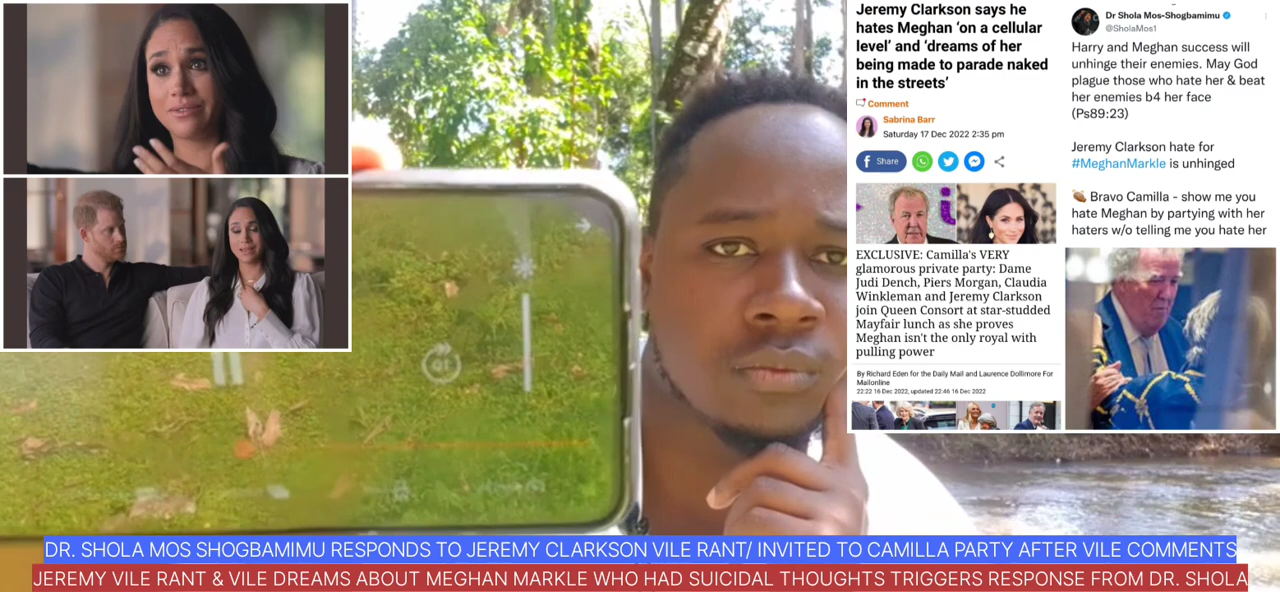 Jeremy Clarkson says he
hates Meghan ‘on a cellular
level’ and ‘dreams of her
being made to parade naked
in the streets’
Comment
Sabrina Barr
Saturday 17 Dec 2022 2:35 pm
f Share
EXCLUSIVE: Camilla's VERY
glamorous private party: Dame
Judi Dench, Piers Morgan, Claudia
Winkleman and Jeremy Clarkson
join Queen Consort at star-studded
Mayfair lunch as she proves
Meghan isn't the only royal with
pulling power
By Richard Eden for the Daily Mail and Laurence Dollimore For
Mailonline
22:22 16 Dec 2022, updated 22:46 16 Dec 2022
Dr Shola Mos-Shogbamimu
@SholaMos1
Harry and Meghan success will
unhinge their enemies. May God
plague those who hate her & beat
her enemies b4 her face
(Ps89:23)
Jeremy Clarkson hate for
#MeghanMarkle is unhinged
👏🏾 Bravo Camilla - show me you
hate Meghan by partying with her
haters w/o telling me you hate her
DR. SHOLA MOS SHOGBAMIMU RESPONDS TO JEREMY CLARKSON VILE RANT/ INVITED TO CAMILLA PARTY AFTER VILE COMMENTS
JEREMY VILE RANT & VILE DREAMS ABOUT MEGHAN MARKLE WHO HAD SUICIDAL THOUGHTS TRIGGERS RESPONSE FROM DR. SHOLA